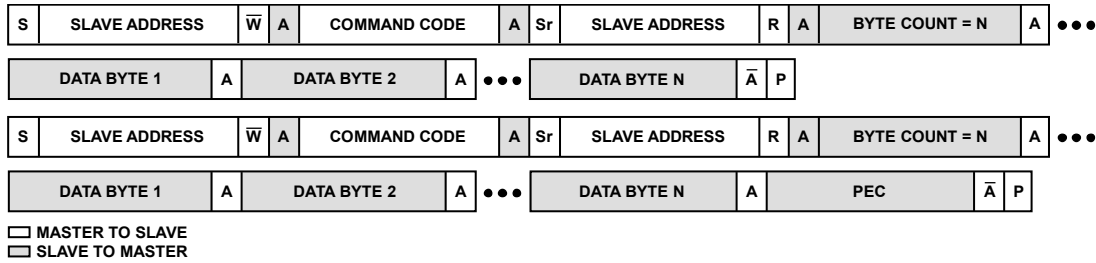 S SLAVE ADDRESS W̅ A COMMAND CODE A Sr SLAVE ADDRESS R A BYTE COUNT = N A •••
DATA BYTE 1 A DATA BYTE 2 A ••• DATA BYTE N A̅ P
S SLAVE ADDRESS W̅ A COMMAND CODE A Sr SLAVE ADDRESS R A BYTE COUNT = N A •••
DATA BYTE 1 A DATA BYTE 2 A ••• DATA BYTE N A PEC A̅ P
MASTER TO SLAVE
SLAVE TO MASTER